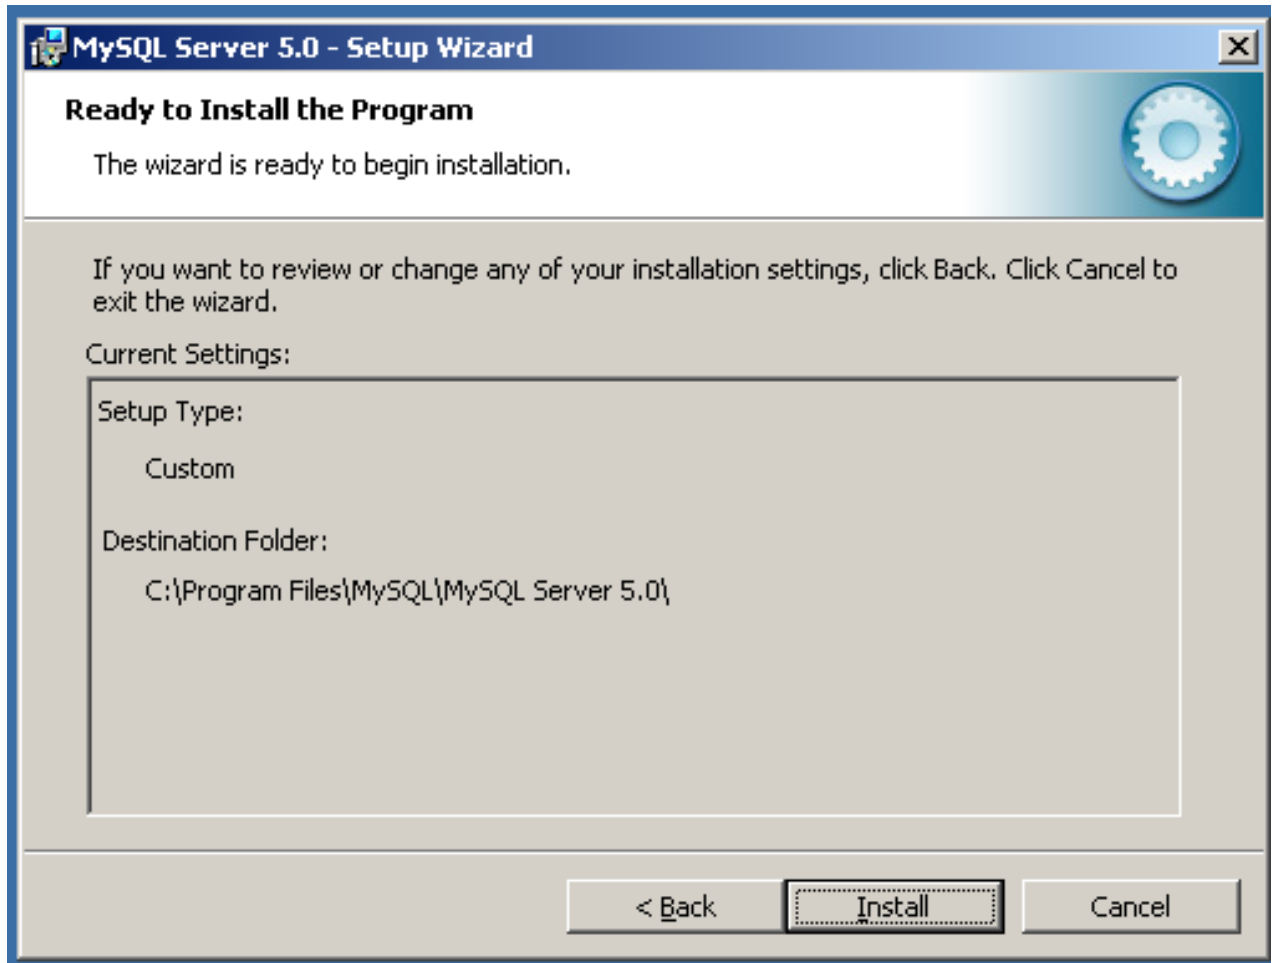 MySQL Server 5.0 - Setup Wizard
Ready to Install the Program
The wizard is ready to begin installation.
If you want to review or change any of your installation settings, click Back. Click Cancel to
exit the wizard.
Current Settings:
Setup Type:
Custom
Destination Folder:
C:\Program Files\MySQL\MySQL Server 5.0\
< Back
Install
Cancel